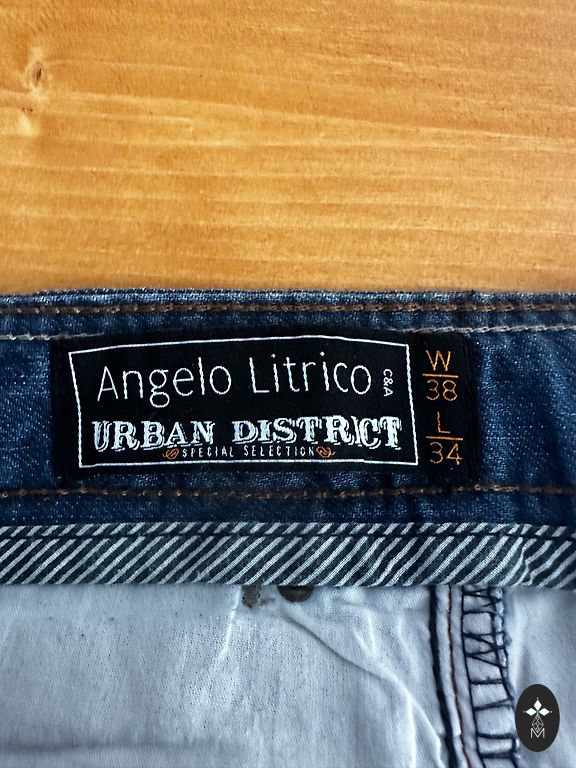 Angelo Litrico
C&A
URBAN DISTRICT
SPECIAL SELECTION
W
38
L
34
M